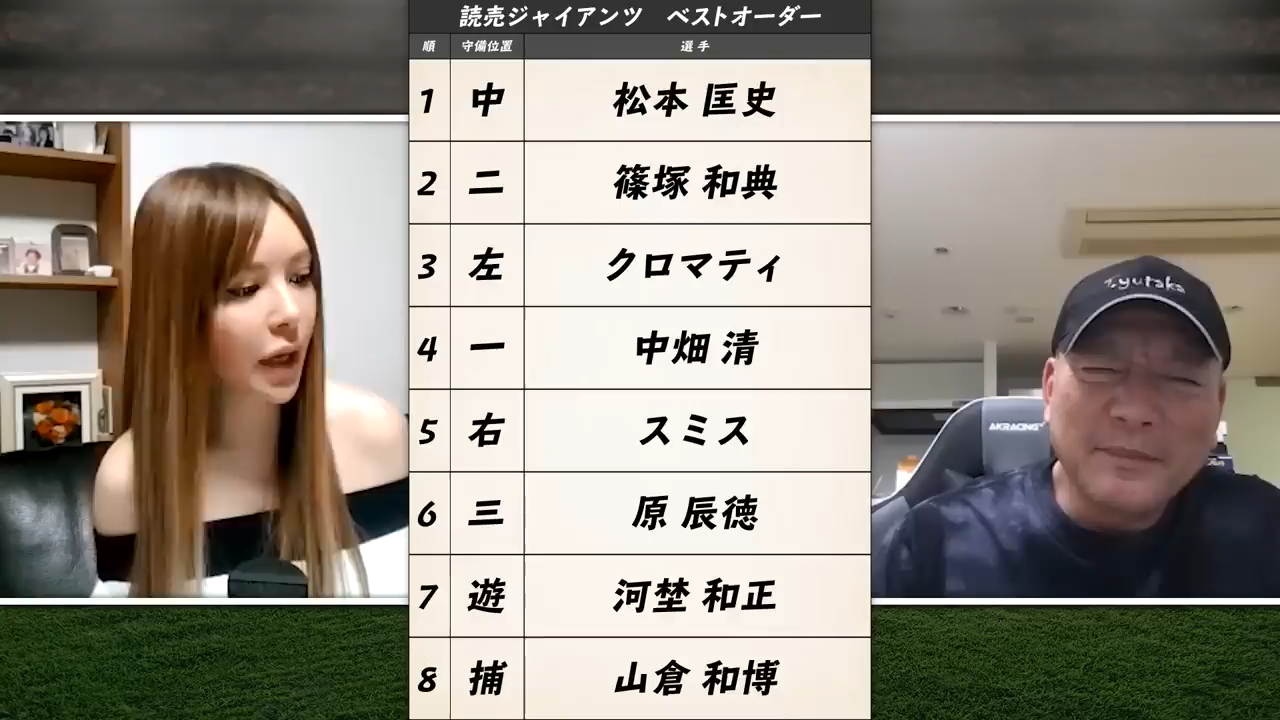 読売ジャイアンツ ベストオーダー
順 守備位置 選手
1 中 松本 匡史
2 二 篠塚 和典
3 左 クロマティ
4 一 中畑 清
5 右 スミス
6 三 原 辰徳
7 遊 河埜 和正
8 捕 山倉 和博
AKRACING